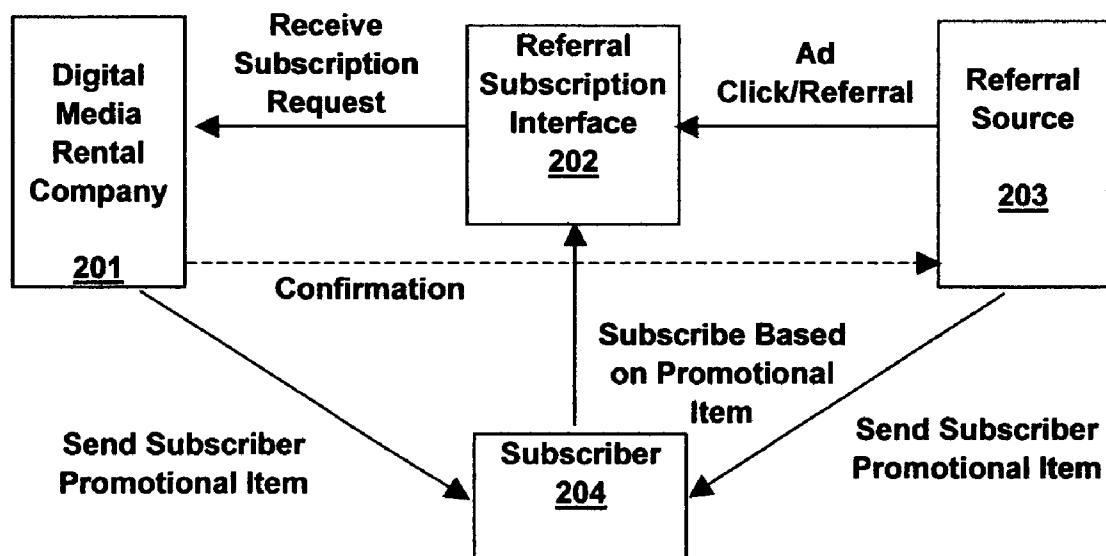 Digital
Media
Rental
Company
201
Receive
Subscription
Request
Referral
Subscription
Interface
202
Ad
Click/Referral
Referral
Source
203
Confirmation
Subscribe Based
on Promotional
Item
Send Subscriber
Promotional Item
Subscriber
204
Send Subscriber
Promotional Item